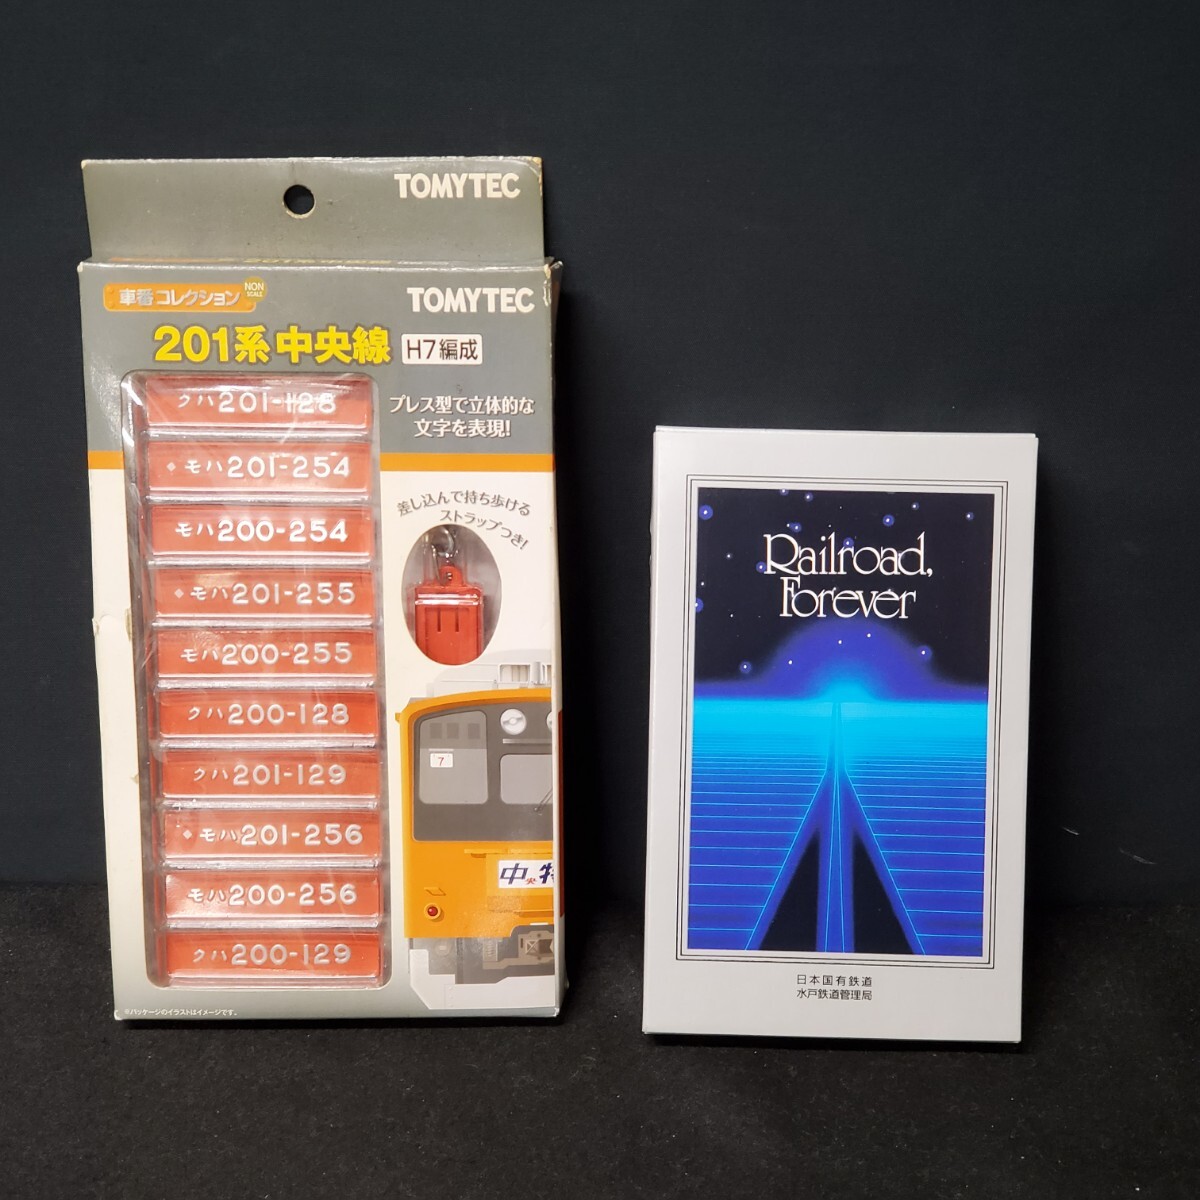 TOMYTEC
車番コレクション
NON
SCALE
TOMYTEC
201系 中央線
H7編成
プレス型で立体的な
文字を表現!
差し込んで持ち歩ける
ストラップつき!
クハ201-128
モハ201-254
モハ200-254
モハ201-255
モハ200-255
クハ200-128
クハ201-129
モハ201-256
モハ200-256
クハ200-129
7
中央特
※パッケージのイラストはイメージです。
Railroad,
Forever
日本国有鉄道
水戸鉄道管理局